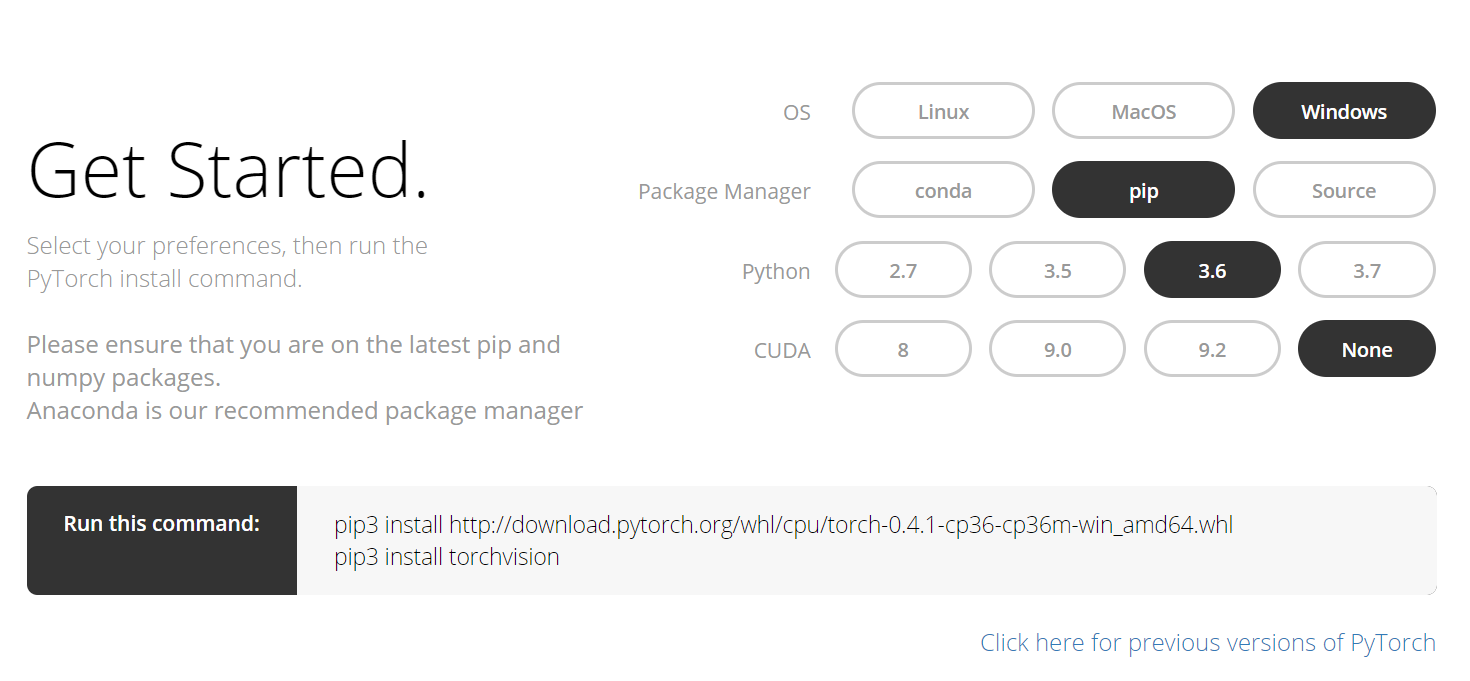 Get Started.
Select your preferences, then run the
PyTorch install command.
Please ensure that you are on the latest pip and
numpy packages.
Anaconda is our recommended package manager
OS Linux MacOS Windows
Package Manager conda pip Source
Python 2.7 3.5 3.6 3.7
CUDA 8 9.0 9.2 None
Run this command:
pip3 install http://download.pytorch.org/whl/cpu/torch-0.4.1-cp36-cp36m-win_amd64.whl
pip3 install torchvision
Click here for previous versions of PyTorch